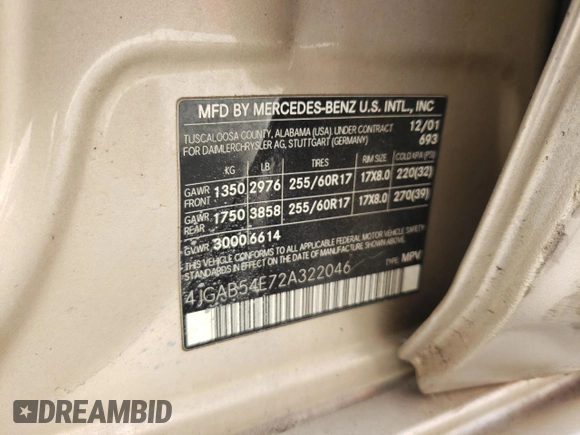 MFD BY MERCEDES-BENZ U.S. INTL., INC
TUSCALOOSA COUNTY, ALABAMA (USA), UNDER CONTRACT 12/01
FOR DAIMLERCHRYSLER AG, STUTTGART (GERMANY) 693
KG LB TIRES RIM SIZE COLD KPA (PSI)
GAWR FRONT 1350 2976 255/60R17 17X8.0 220(32)
GAWR REAR 1750 3858 255/60R17 17X8.0 270(39)
GVWR 3000 6614
THIS VEHICLE CONFORMS TO ALL APPLICABLE FEDERAL MOTOR VEHICLE SAFETY
STANDARDS IN EFFECT ON THE DATE OF MANUFACTURE SHOWN ABOVE.
4JGAB54E72A322046 TYPE: MPV
DREAMBID